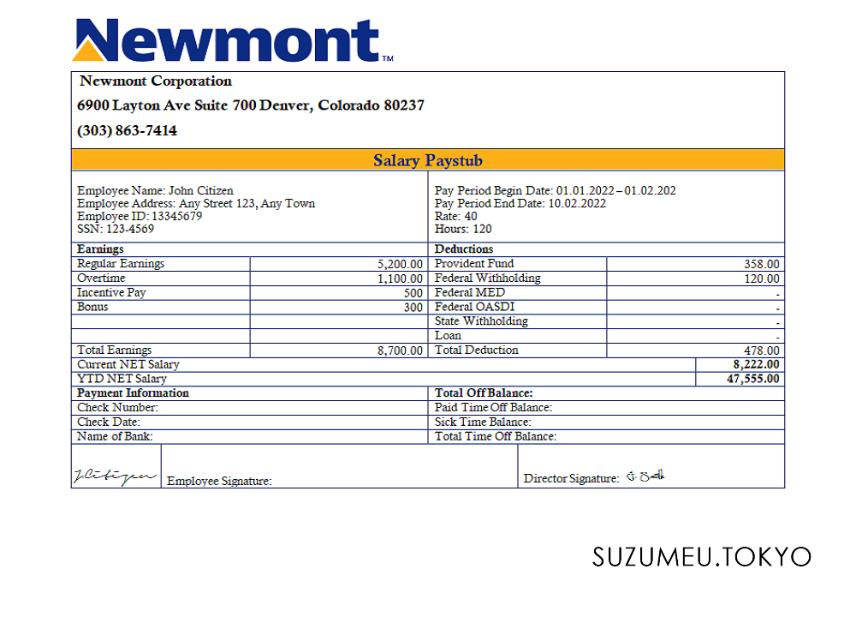 Newmont™
Newmont Corporation
6900 Layton Ave Suite 700 Denver, Colorado 80237
(303) 863-7414
Salary Paystub
Employee Name: John Citizen
Employee Address: Any Street 123, Any Town
Employee ID: 13345679
SSN: 123-4569
Pay Period Begin Date: 01.01.2022 – 01.02.202
Pay Period End Date: 10.02.2022
Rate: 40
Hours: 120
Earnings Deductions
Regular Earnings 5,200.00 Provident Fund 358.00
Overtime 1,100.00 Federal Withholding 120.00
Incentive Pay 500 Federal MED -
Bonus 300 Federal OASDI -
State Withholding -
Loan -
Total Earnings 8,700.00 Total Deduction 478.00
Current NET Salary 8,222.00
YTD NET Salary 47,555.00
Payment Information Total Off Balance:
Check Number: Paid Time Off Balance:
Check Date: Sick Time Balance:
Name of Bank: Total Time Off Balance:
JCitizen Employee Signature: Director Signature:
SUZUMEU.TOKYO